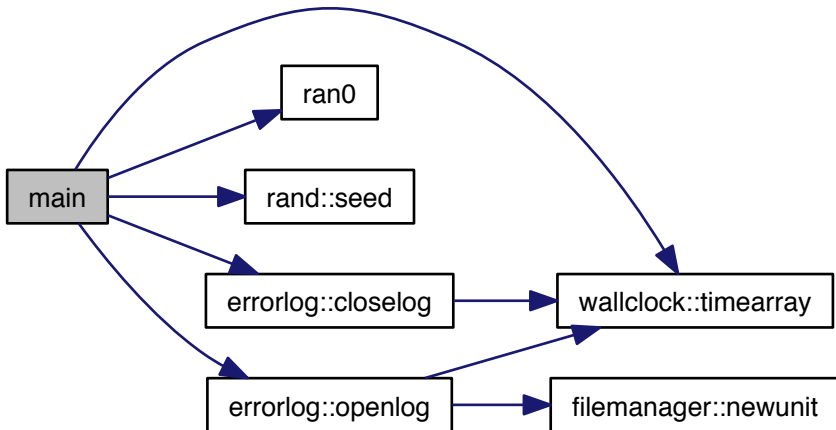 ran0
main
rand::seed
errorlog::closelog
wallclock::timearray
errorlog::openlog
filemanager::newunit